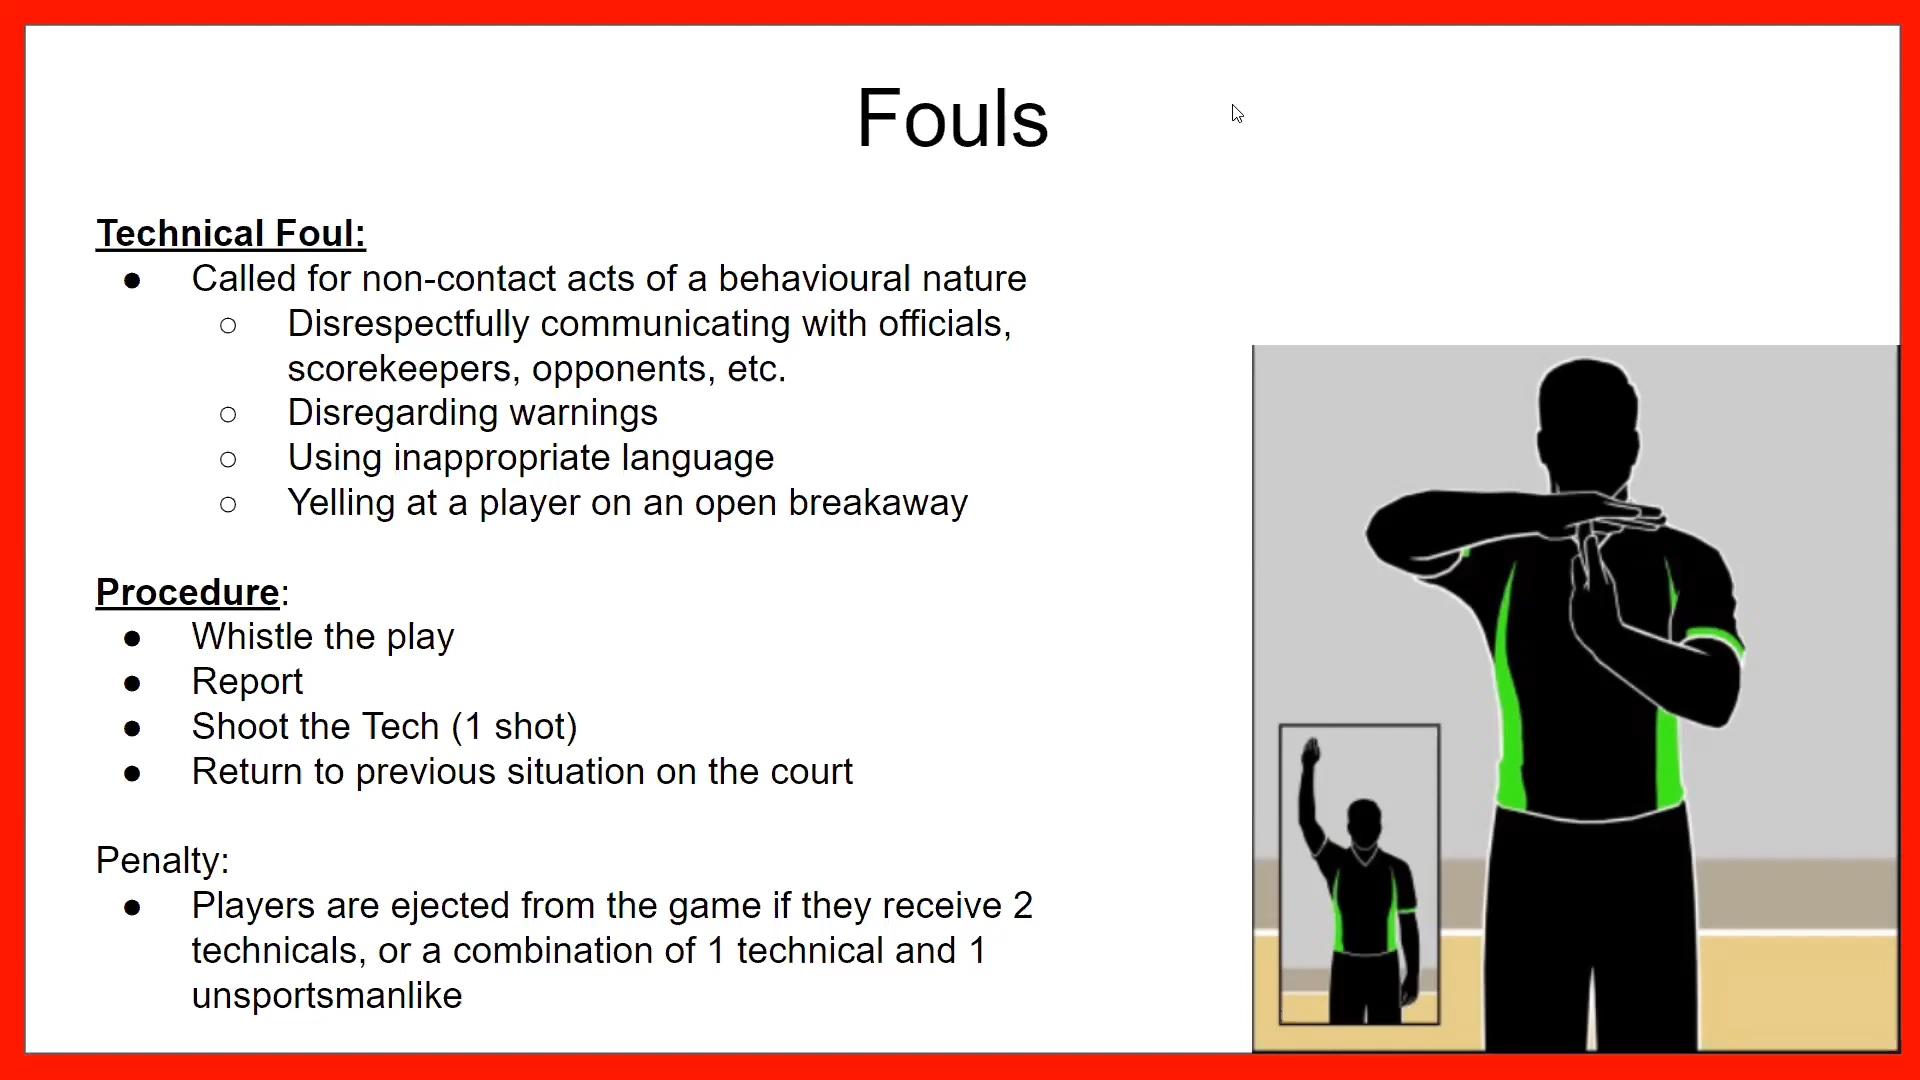 Fouls
Technical Foul:
● Called for non-contact acts of a behavioural nature
○ Disrespectfully communicating with officials,
scorekeepers, opponents, etc.
○ Disregarding warnings
○ Using inappropriate language
○ Yelling at a player on an open breakaway
Procedure:
● Whistle the play
● Report
● Shoot the Tech (1 shot)
● Return to previous situation on the court
Penalty:
● Players are ejected from the game if they receive 2
technicals, or a combination of 1 technical and 1
unsportsmanlike